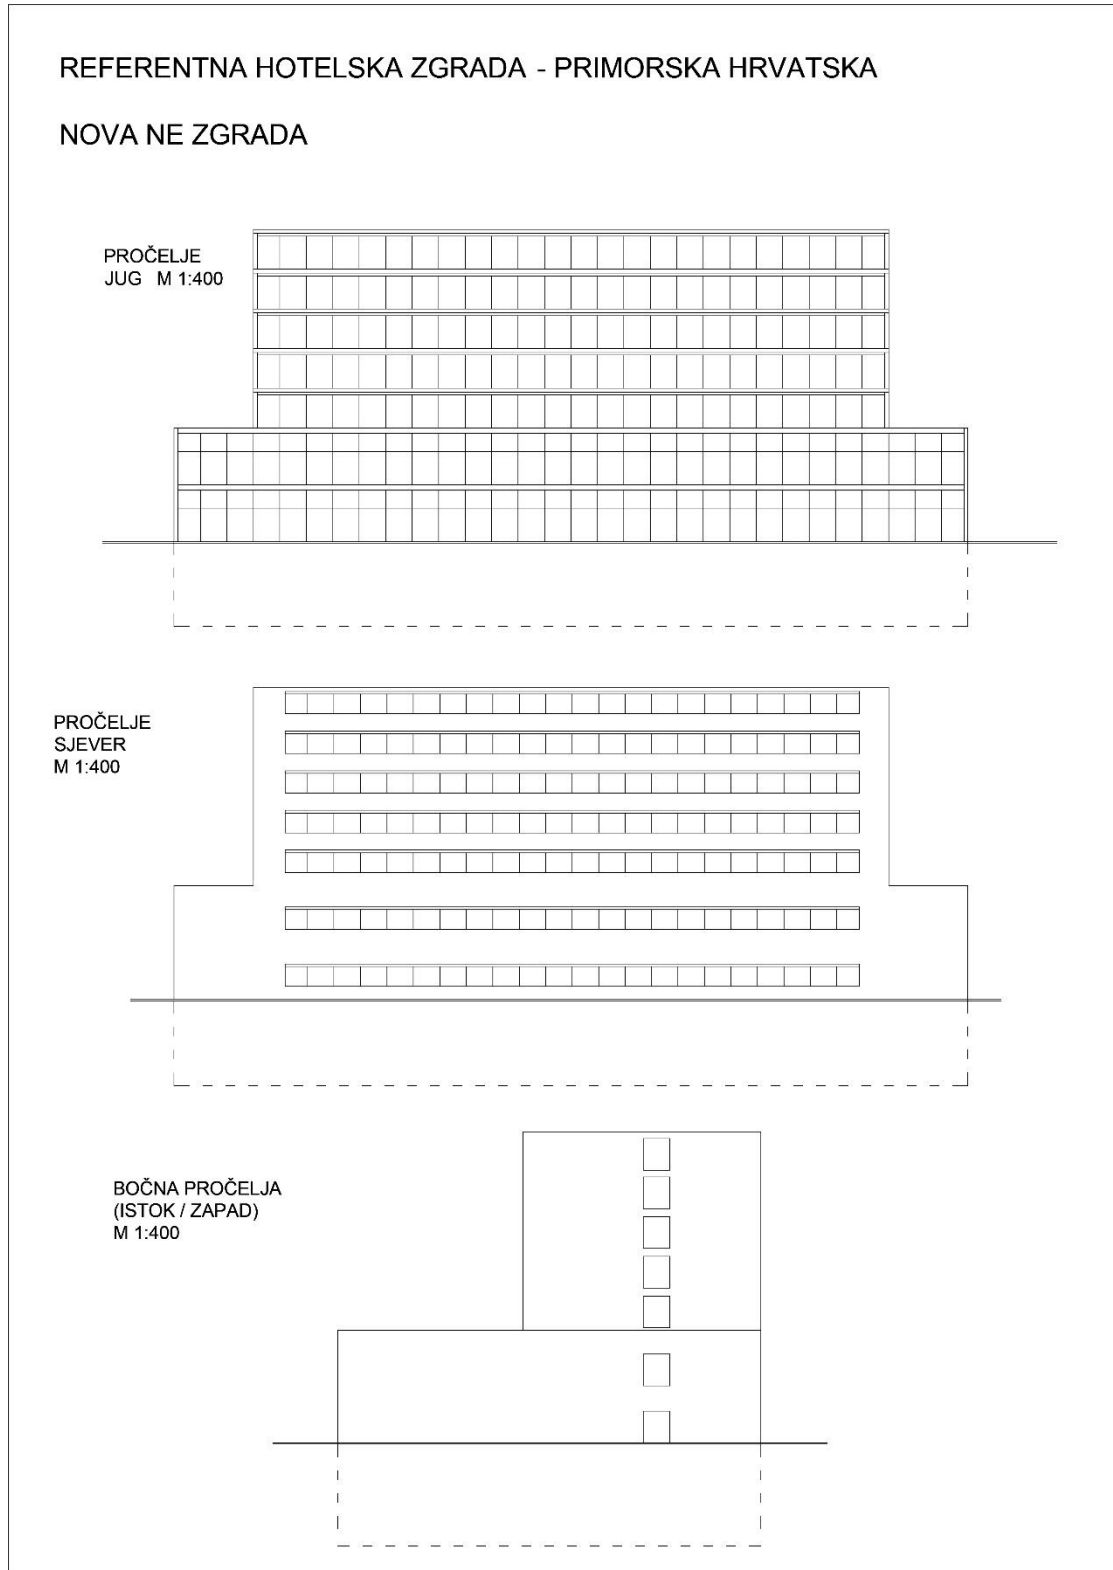 REFERENTNA HOTELSKA ZGRADA - PRIMORSKA HRVATSKA
NOVA NE ZGRADA
PROČELJE
JUG M 1:400
PROČELJE
SJEVER
M 1:400
BOČNA PROČELJA
(ISTOK / ZAPAD)
M 1:400